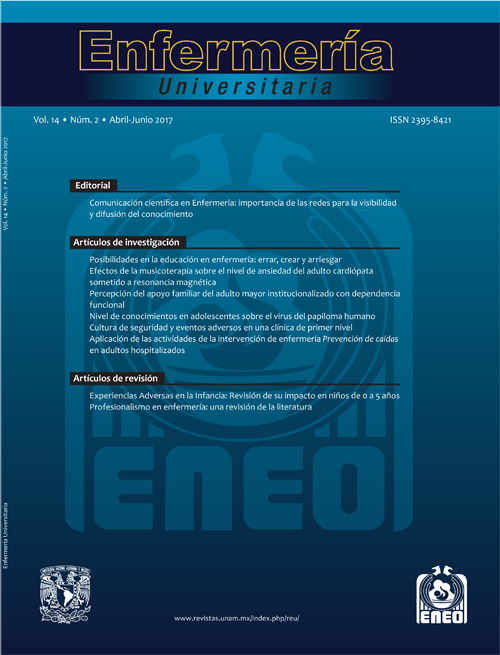 Enfermería
Universitaria
Vol. 14 • Núm. 2 • Abril-Junio 2017
ISSN 2395-8421
Vol. 14 • Núm. 2 • Abril-Junio 2017
Editorial
Comunicación científica en Enfermería: importancia de las redes para la visibilidad
y difusión del conocimiento
Artículos de investigación
Posibilidades en la educación en enfermería: errar, crear y arriesgar
Efectos de la musicoterapia sobre el nivel de ansiedad del adulto cardiópata
sometido a resonancia magnética
Percepción del apoyo familiar del adulto mayor institucionalizado con dependencia
funcional
Nivel de conocimientos en adolescentes sobre el virus del papiloma humano
Cultura de seguridad y eventos adversos en una clínica de primer nivel
Aplicación de las actividades de la intervención de enfermería Prevención de caídas
en adultos hospitalizados
Artículos de revisión
Experiencias Adversas en la Infancia: Revisión de su impacto en niños de 0 a 5 años
Profesionalismo en enfermería: una revisión de la literatura
ENEO
Enfermería Universitaria
www.revistas.unam.mx/index.php/reu/
ENEO